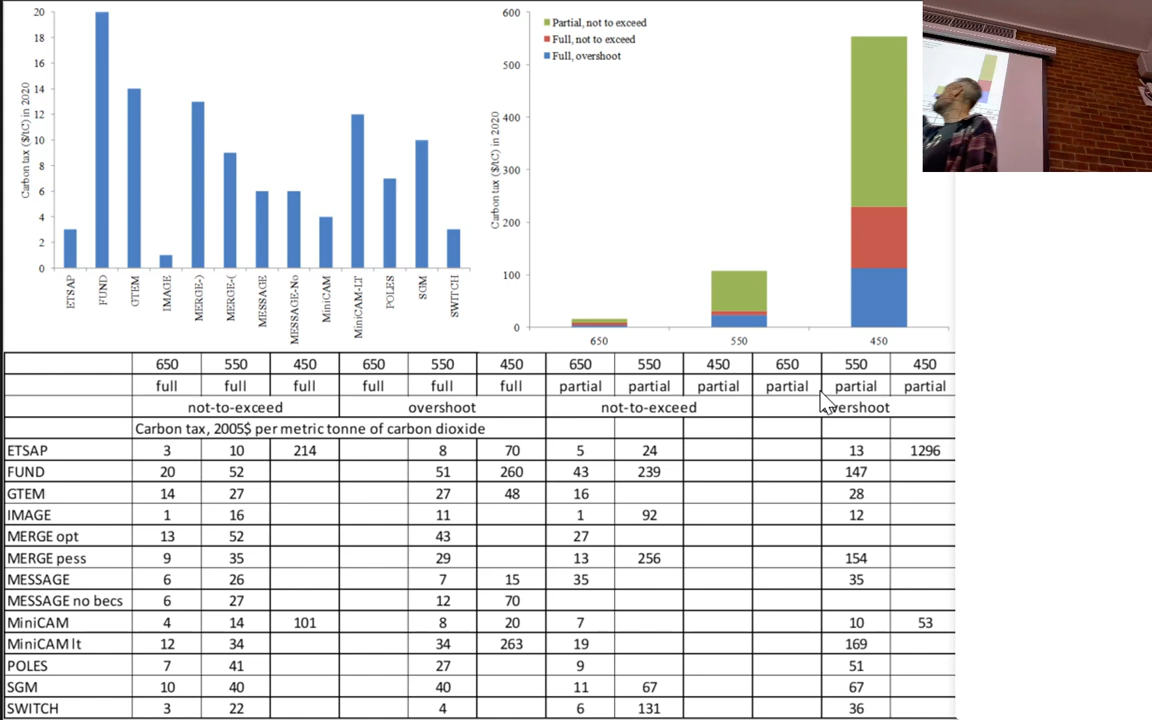 Carbon tax ($/tC) in 2020
20
18
16
14
12
10
8
6
4
2
0
ETSAP
FUND
GTEM
IMAGE
MERGE-)
MERGE-(
MESSAGE
MESSAGE-No
MiniCAM
MiniCAM-LT
POLES
SGM
SWITCH
Carbon tax ($/tC) in 2020
600
500
400
300
200
100
0
Partial, not to exceed
Full, not to exceed
Full, overshoot
650 550 450
650 550 450 650 550 450 650 550 450 650 550 450
full full full full full full partial partial partial partial partial partial
not-to-exceed overshoot not-to-exceed overshoot
Carbon tax, 2005$ per metric tonne of carbon dioxide
ETSAP 3 10 214 8 70 5 24 13 1296
FUND 20 52 51 260 43 239 147
GTEM 14 27 27 48 16 28
IMAGE 1 16 11 1 92 12
MERGE opt 13 52 43 27
MERGE pess 9 35 29 13 256 154
MESSAGE 6 26 7 15 35 35
MESSAGE no becs 6 27 12 70
MiniCAM 4 14 101 8 20 7 10 53
MiniCAM lt 12 34 34 263 19 169
POLES 7 41 27 9 51
SGM 10 40 40 11 67 67
SWITCH 3 22 4 6 131 36